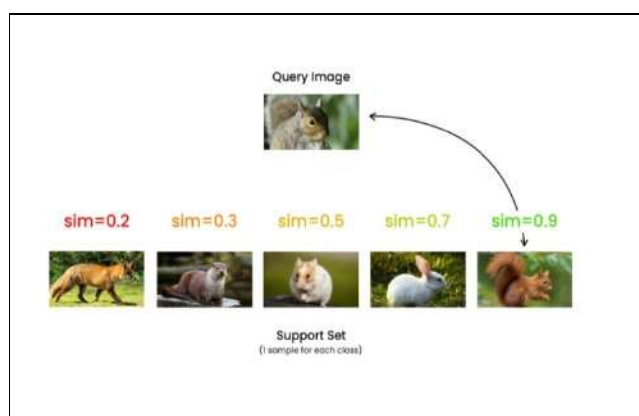 Query Image
sim=0.2 sim=0.3 sim=0.5 sim=0.7 sim=0.9
Support Set
(1 sample for each class)